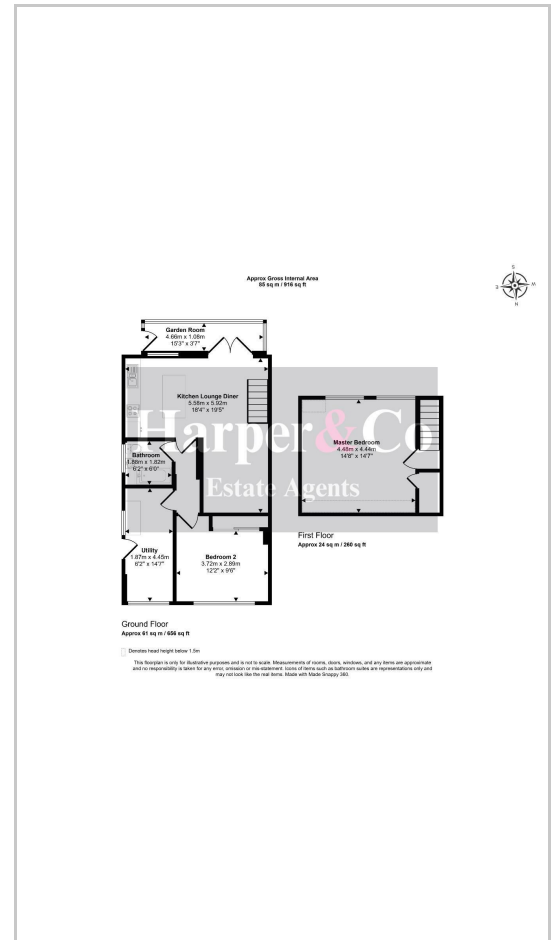 Approx Gross Internal Area
85 sq m / 916 sq ft
S
E
W
N
Garden Room
4.66m x 1.08m
15'3" x 3'7"
Kitchen Lounge Diner
5.58m x 5.92m
18'4" x 19'5"
Harper&Co
Estate Agents
Bathroom
1.88m x 1.82m
6'2" x 6'0"
Master Bedroom
4.48m x 4.44m
14'8" x 14'7"
Utility
1.87m x 4.45m
6'2" x 14'7"
Bedroom 2
3.72m x 2.89m
12'2" x 9'6"
First Floor
Approx 24 sq m / 260 sq ft
Ground Floor
Approx 61 sq m / 656 sq ft
Denotes head height below 1.5m
This floorplan is only for illustrative purposes and is not to scale. Measurements of rooms, doors, windows, and any items are approximate
and no responsibility is taken for any error, omission or mis-statement. Icons of items such as bathroom suites are representations only and
may not look like the real items. Made with Made Snappy 360.